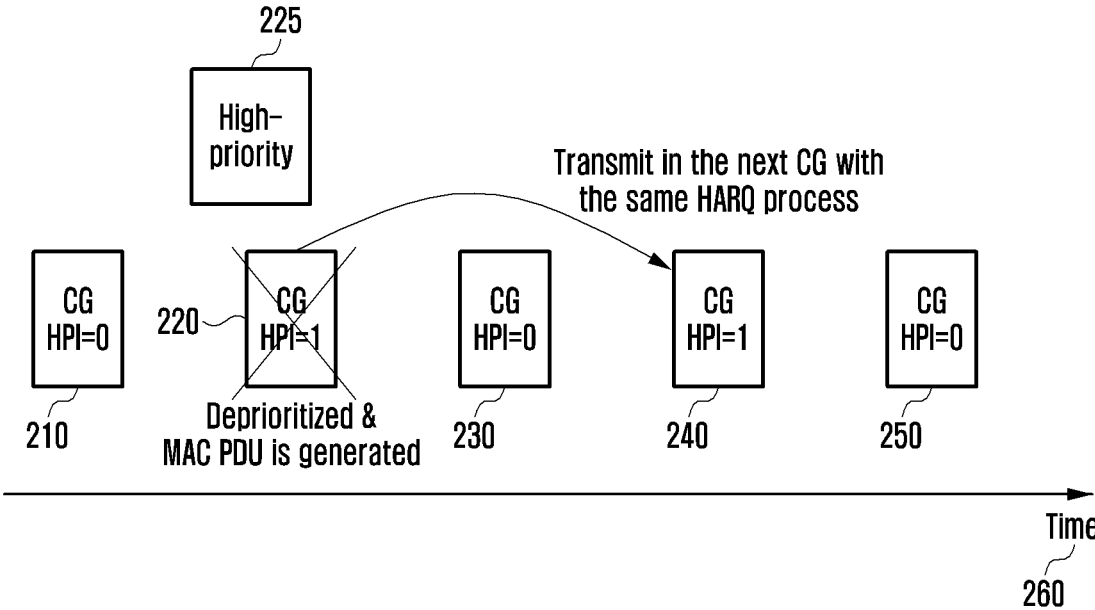 225
High-
priority
Transmit in the next CG with
the same HARQ process
CG
HPI=0
210
220
CG
HPI=1
Deprioritized &
MAC PDU is generated
CG
HPI=0
230
CG
HPI=1
240
CG
HPI=0
250
Time
260